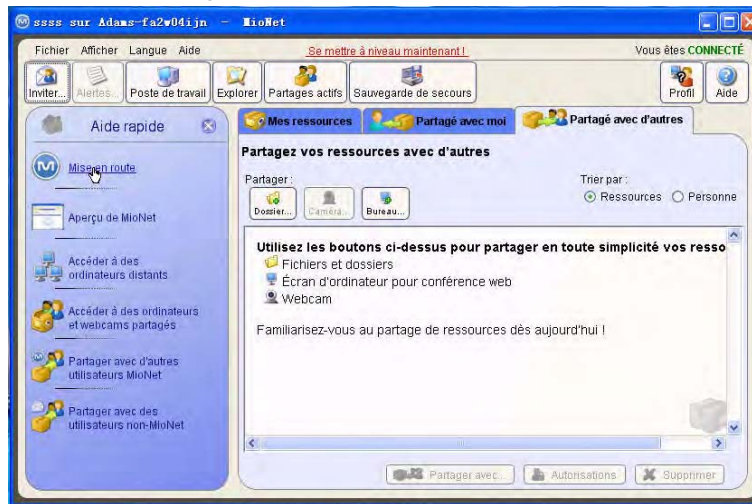 ssss sur Adams-fa2w04ijn - MioNet
Fichier Afficher Langue Aide Se mettre à niveau maintenant ! Vous êtes CONNECTÉ
Inviter... Alertes... Poste de travail Explorer Partages actifs Sauvegarde de secours Profil Aide
Aide rapide
Mise en route
Aperçu de MioNet
Accéder à des
ordinateurs distants
Accéder à des ordinateurs
et webcams partagés
Partager avec d'autres
utilisateurs MioNet
Partager avec des
utilisateurs non-MioNet
Mes ressources Partagé avec moi Partagé avec d'autres
Partagez vos ressources avec d'autres
Partager : Trier par :
Dossier... Caméra... Bureau... Ressources Personne
Utilisez les boutons ci-dessus pour partager en toute simplicité vos resso
Fichiers et dossiers
Écran d'ordinateur pour conférence web
Webcam
Familiarisez-vous au partage de ressources dès aujourd'hui !
Partager avec... Autorisations Supprimer